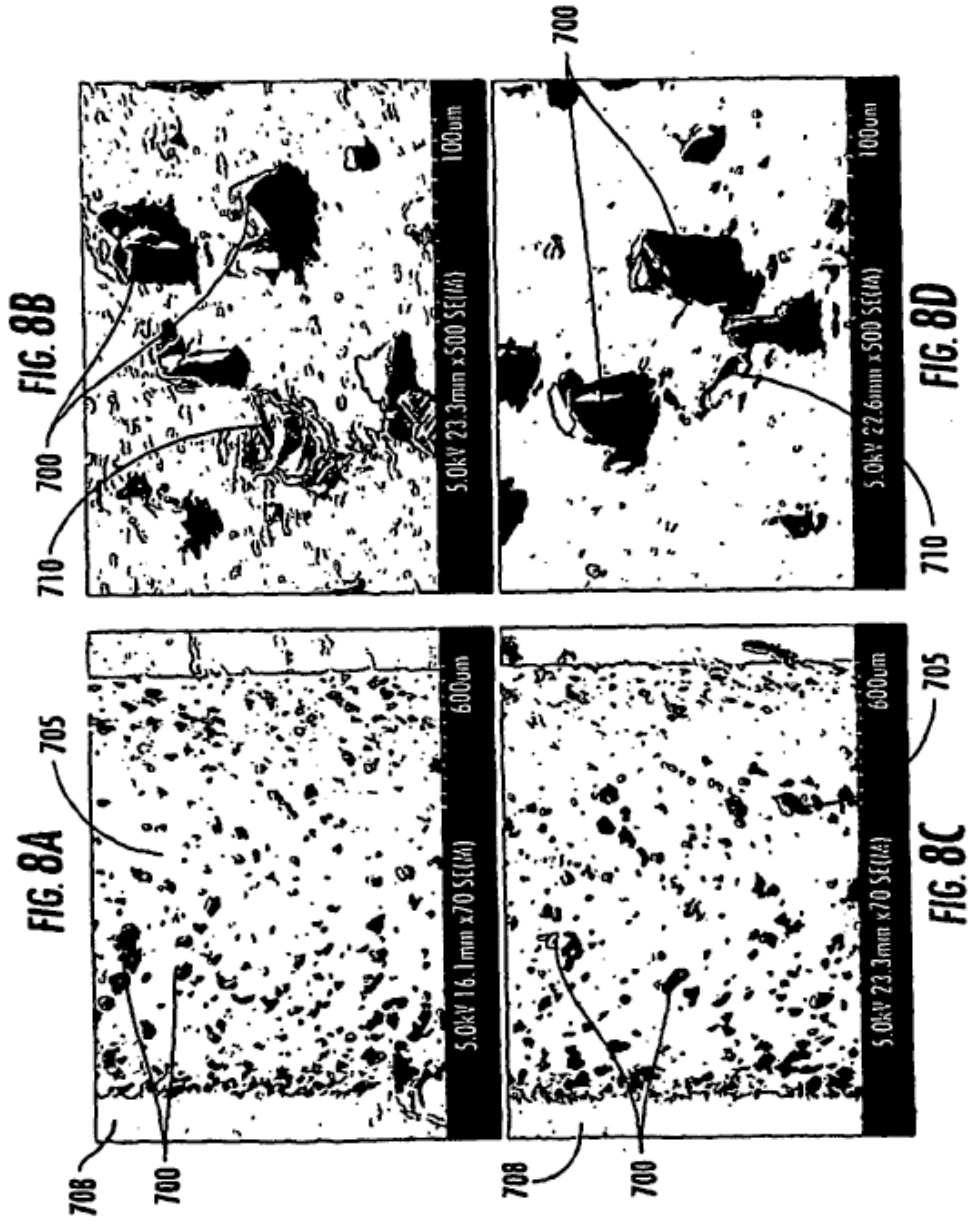 FIG. 8A
705
708
700
5.0kV 16.1mm x70 SE(M) 600um
FIG. 8B
700
710
5.0kV 23.3mm x500 SE(M) 100um
708
700
5.0kV 23.3mm x70 SE(M) 600um
705
FIG. 8C
700
5.0kV 22.6mm x500 SE(M) 100um
710
FIG. 8D